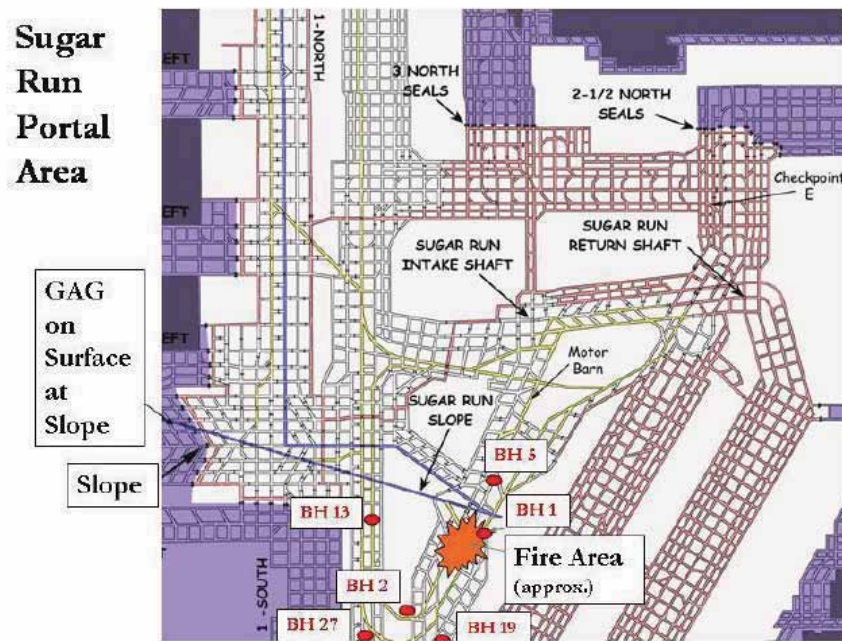 Sugar
Run
Portal
Area
EFT
1-NORTH
3 NORTH
SEALS
2-1/2 NORTH
SEALS
Checkpoint
E
EFT
SUGAR RUN
INTAKE SHAFT
SUGAR RUN
RETURN SHAFT
GAG
on
Surface
at
Slope
EFT
Motor
Barn
SUGAR RUN
SLOPE
Slope
BH 5
BH 13
BH 1
Fire Area
(approx.)
1 -SOUTH
BH 2
BH 27
BH 19